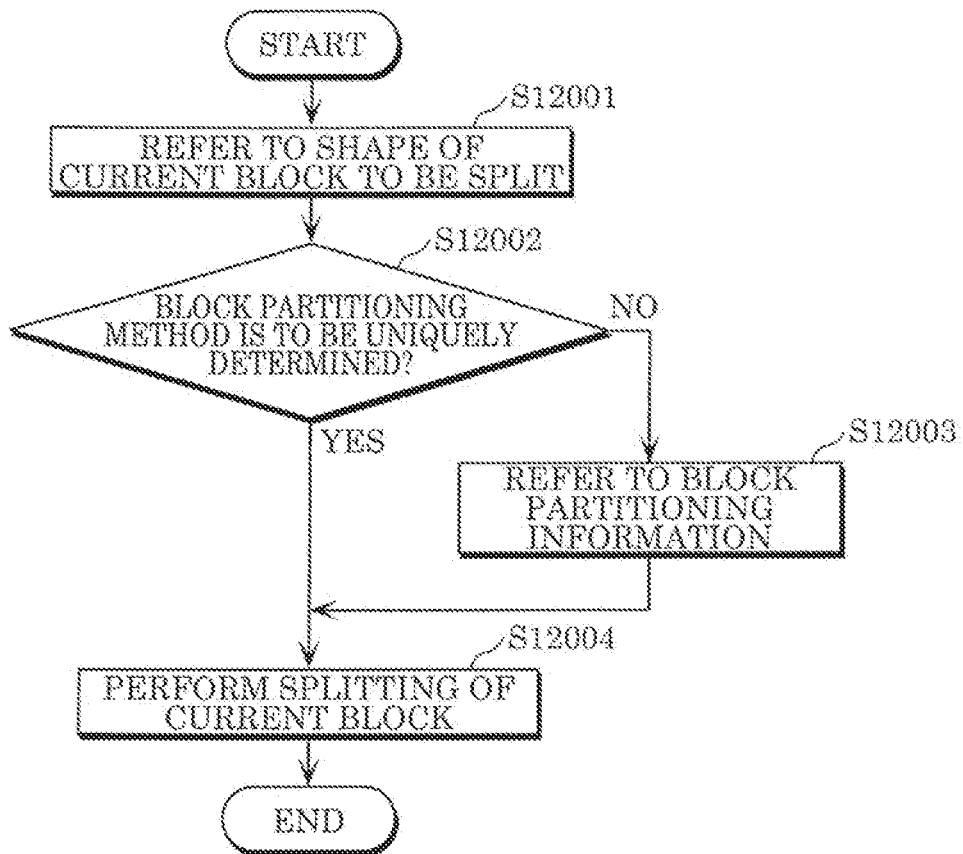 START
S12001
REFER TO SHAPE OF
CURRENT BLOCK TO BE SPLIT
S12002
BLOCK PARTITIONING
METHOD IS TO BE UNIQUELY
DETERMINED?
NO
YES
S12003
REFER TO BLOCK
PARTITIONING
INFORMATION
S12004
PERFORM SPLITTING OF
CURRENT BLOCK
END